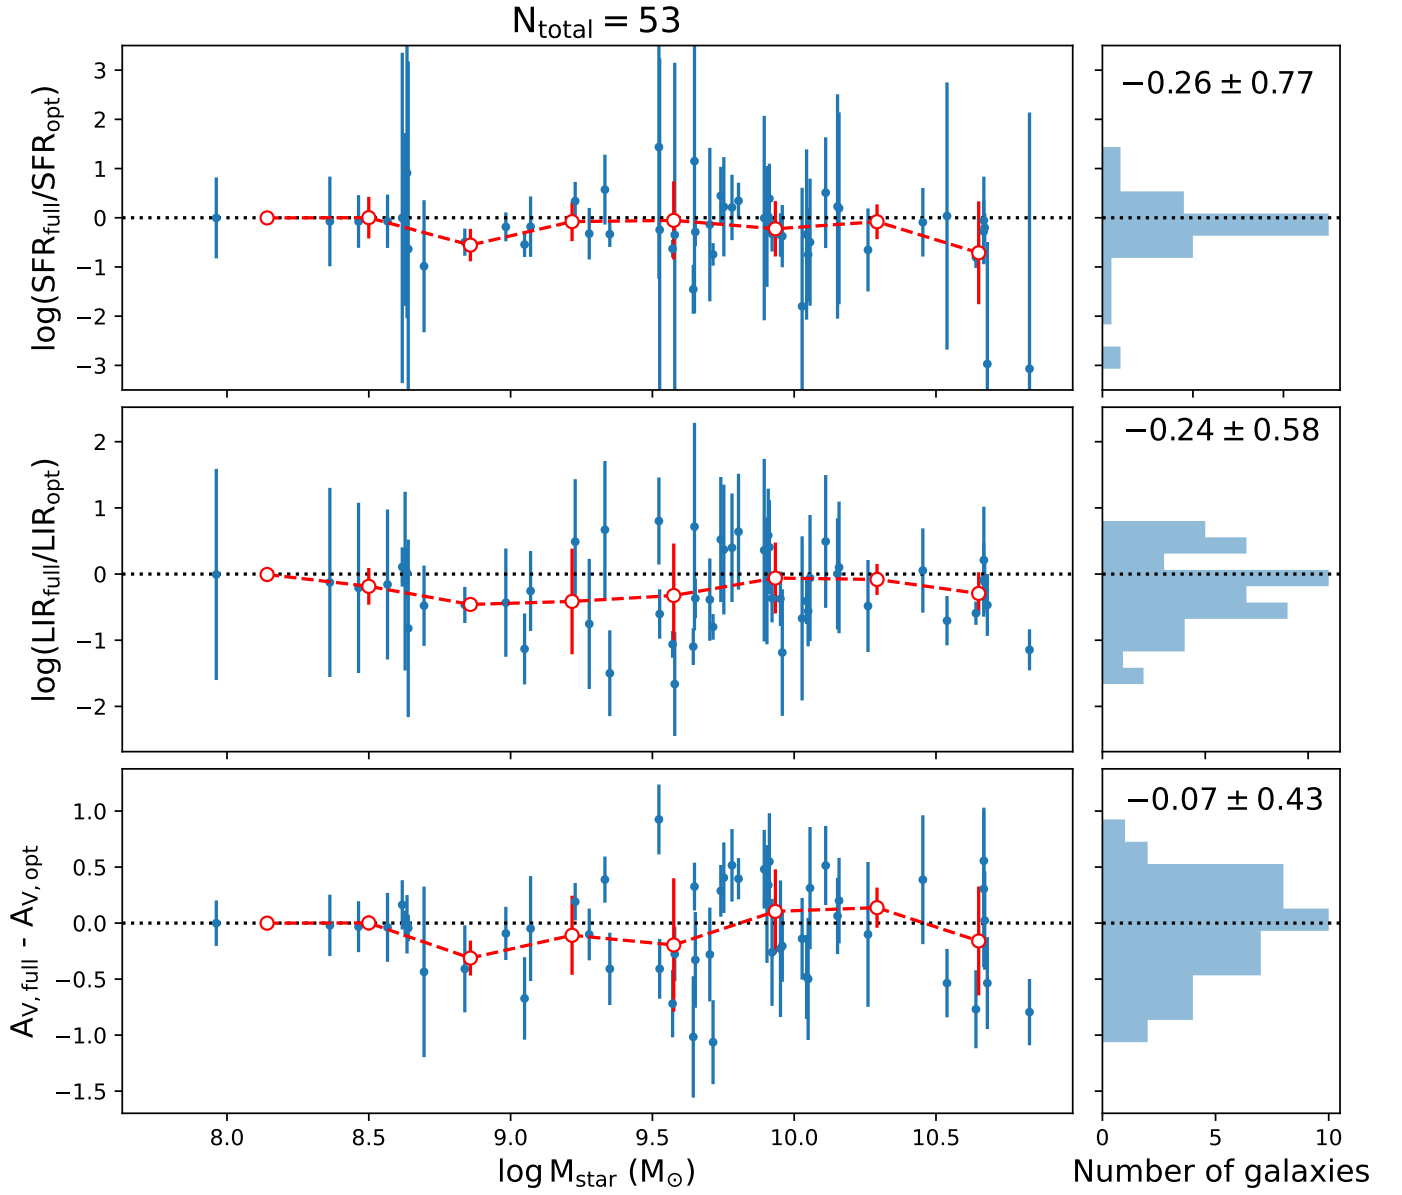 N_total = 53
log(SFR_full/SFR_opt)
3
2
1
0
−1
−2
−3
−0.26 ± 0.77
log(LIR_full/LIR_opt)
2
1
0
−1
−2
−0.24 ± 0.58
A_V, full - A_V, opt
1.0
0.5
0.0
−0.5
−1.0
−1.5
−0.07 ± 0.43
8.0 8.5 9.0 9.5 10.0 10.5
log M_star (M_⊙)
0 5 10
Number of galaxies